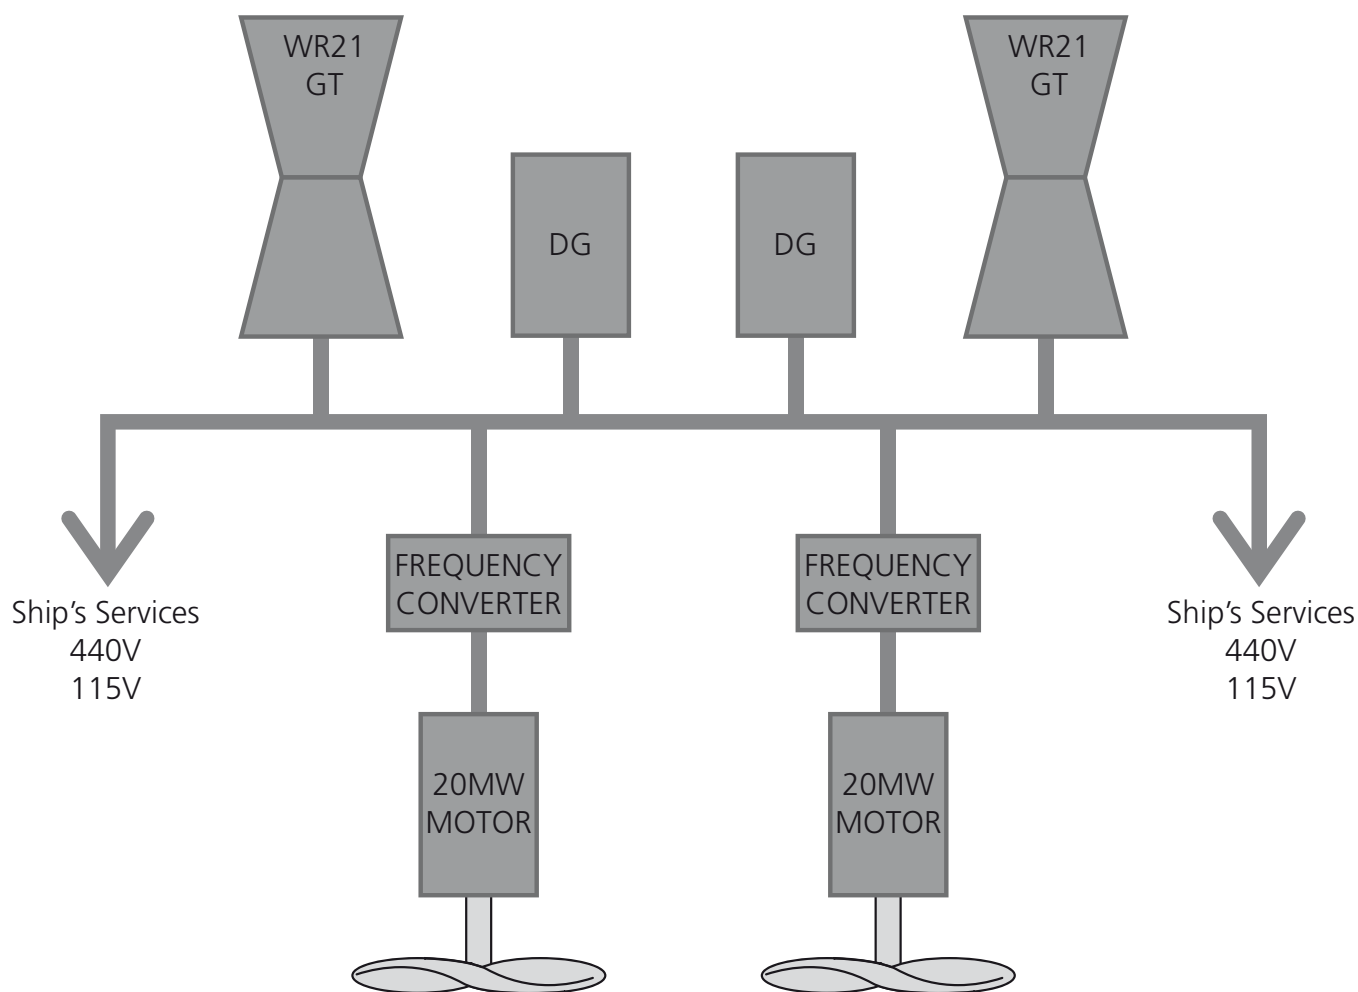 WR21
GT
WR21
GT
DG
DG
FREQUENCY
CONVERTER
FREQUENCY
CONVERTER
Ship's Services
440V
115V
Ship's Services
440V
115V
20MW
MOTOR
20MW
MOTOR